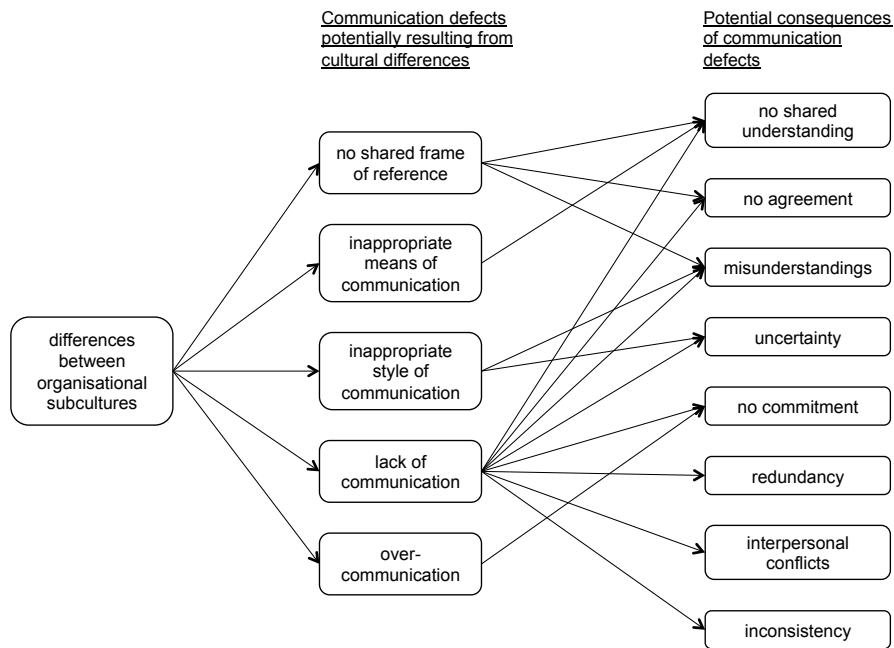 Communication defects
potentially resulting from
cultural differences
Potential consequences
of communication
defects
differences
between
organisational
subcultures
no shared frame
of reference
inappropriate
means of
communication
inappropriate
style of
communication
lack of
communication
over-
communication
no shared
understanding
no agreement
misunderstandings
uncertainty
no commitment
redundancy
interpersonal
conflicts
inconsistency